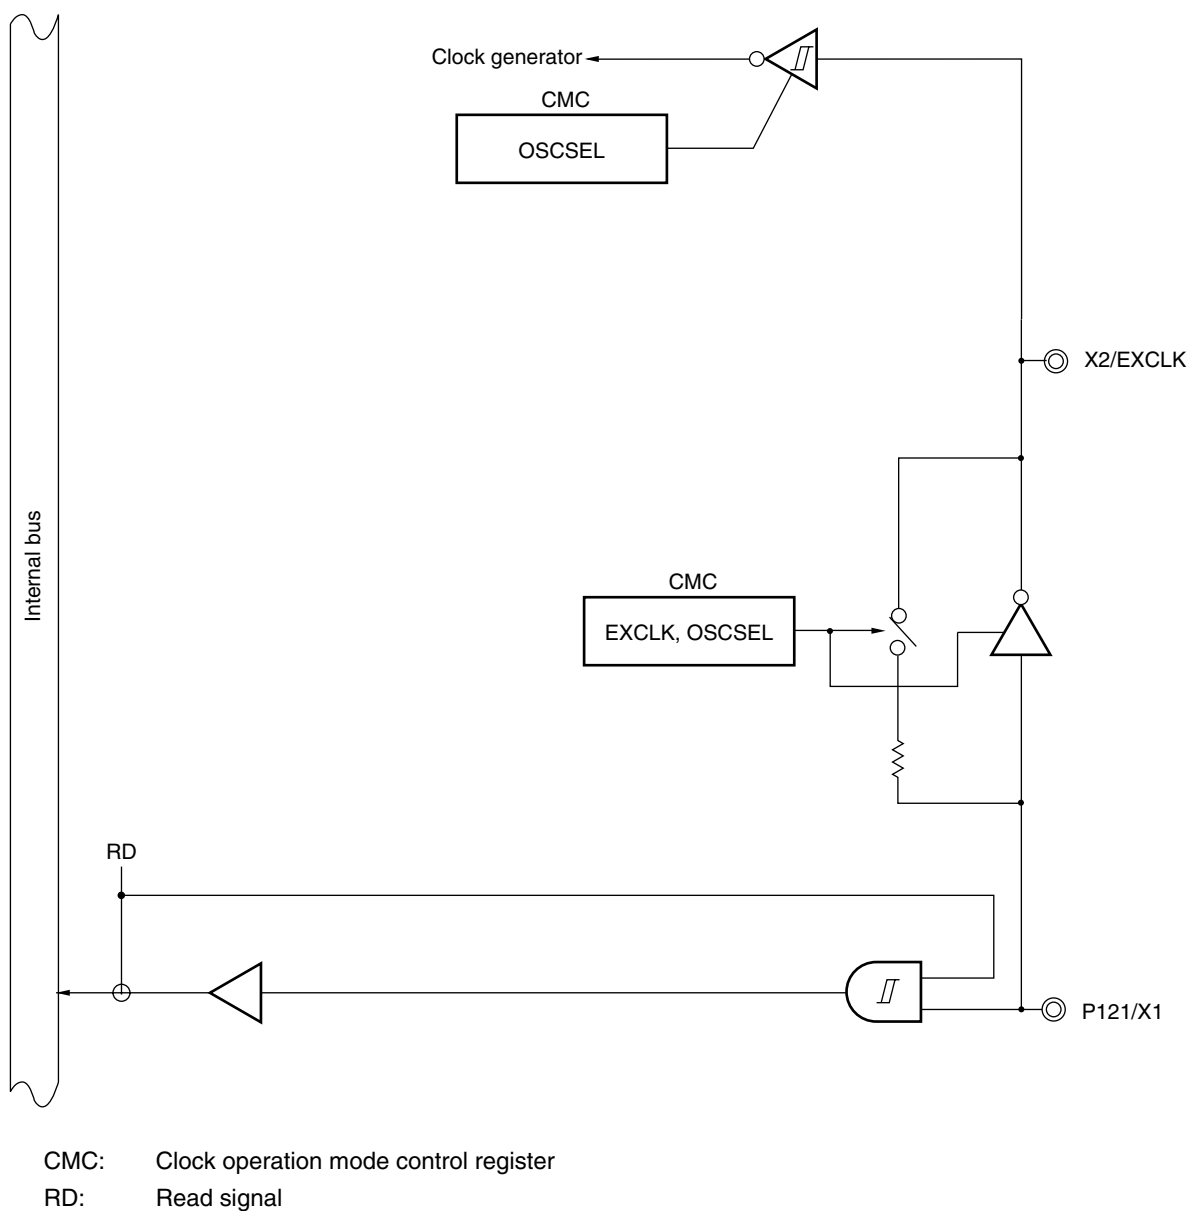 Clock generator
CMC
OSCSEL
X2/EXCLK
Internal bus
CMC
EXCLK, OSCSEL
RD
P121/X1
CMC: Clock operation mode control register
RD: Read signal